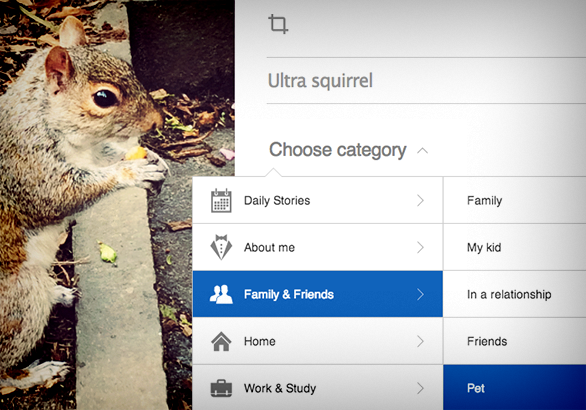 Ultra squirrel
Choose category
Daily Stories
About me
Family & Friends
Home
Work & Study
Family
My kid
In a relationship
Friends
Pet